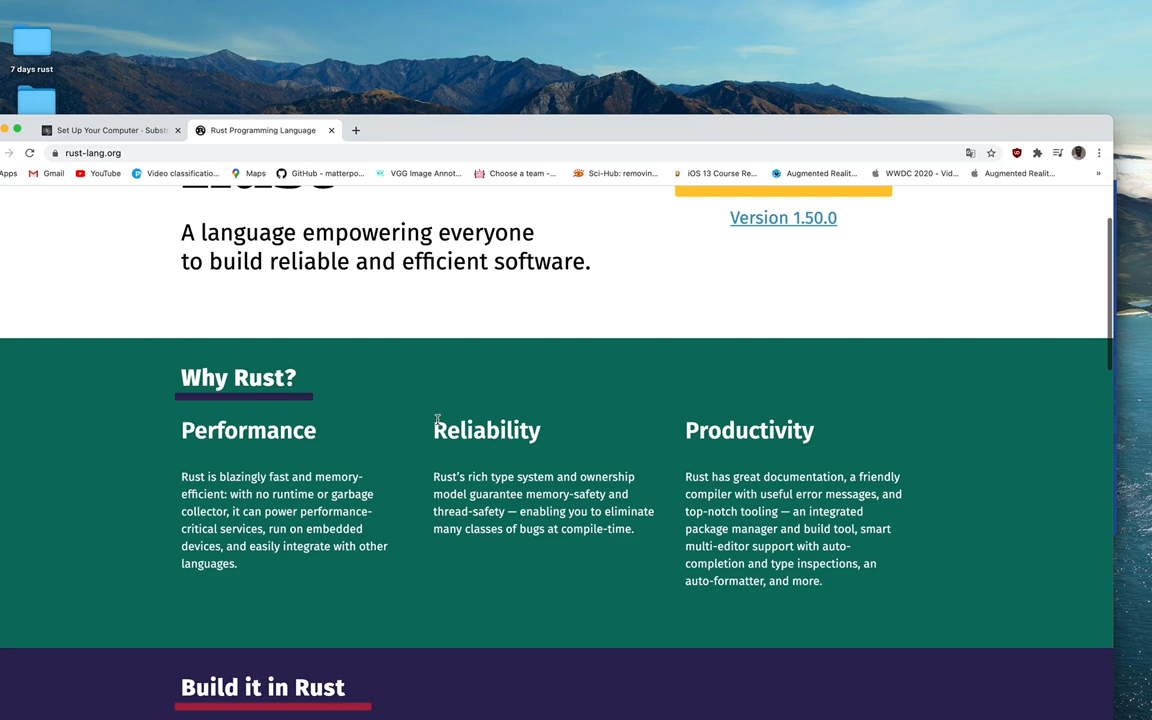 7 days rust
Set Up Your Computer · Subst
Rust Programming Language
rust-lang.org
Apps
Gmail
YouTube
Video classificatio...
Maps
GitHub - matterpo...
VGG Image Annot...
Choose a team -...
Sci-Hub: removin...
iOS 13 Course Re...
Augmented Realit...
WWDC 2020 - Vid...
Augmented Realit...
»
A language empowering everyone
to build reliable and efficient software.
Version 1.50.0
Why Rust?
Performance
Rust is blazingly fast and memory-
efficient: with no runtime or garbage
collector, it can power performance-
critical services, run on embedded
devices, and easily integrate with other
languages.
Reliability
Rust’s rich type system and ownership
model guarantee memory-safety and
thread-safety — enabling you to eliminate
many classes of bugs at compile-time.
Productivity
Rust has great documentation, a friendly
compiler with useful error messages, and
top-notch tooling — an integrated
package manager and build tool, smart
multi-editor support with auto-
completion and type inspections, an
auto-formatter, and more.
Build it in Rust